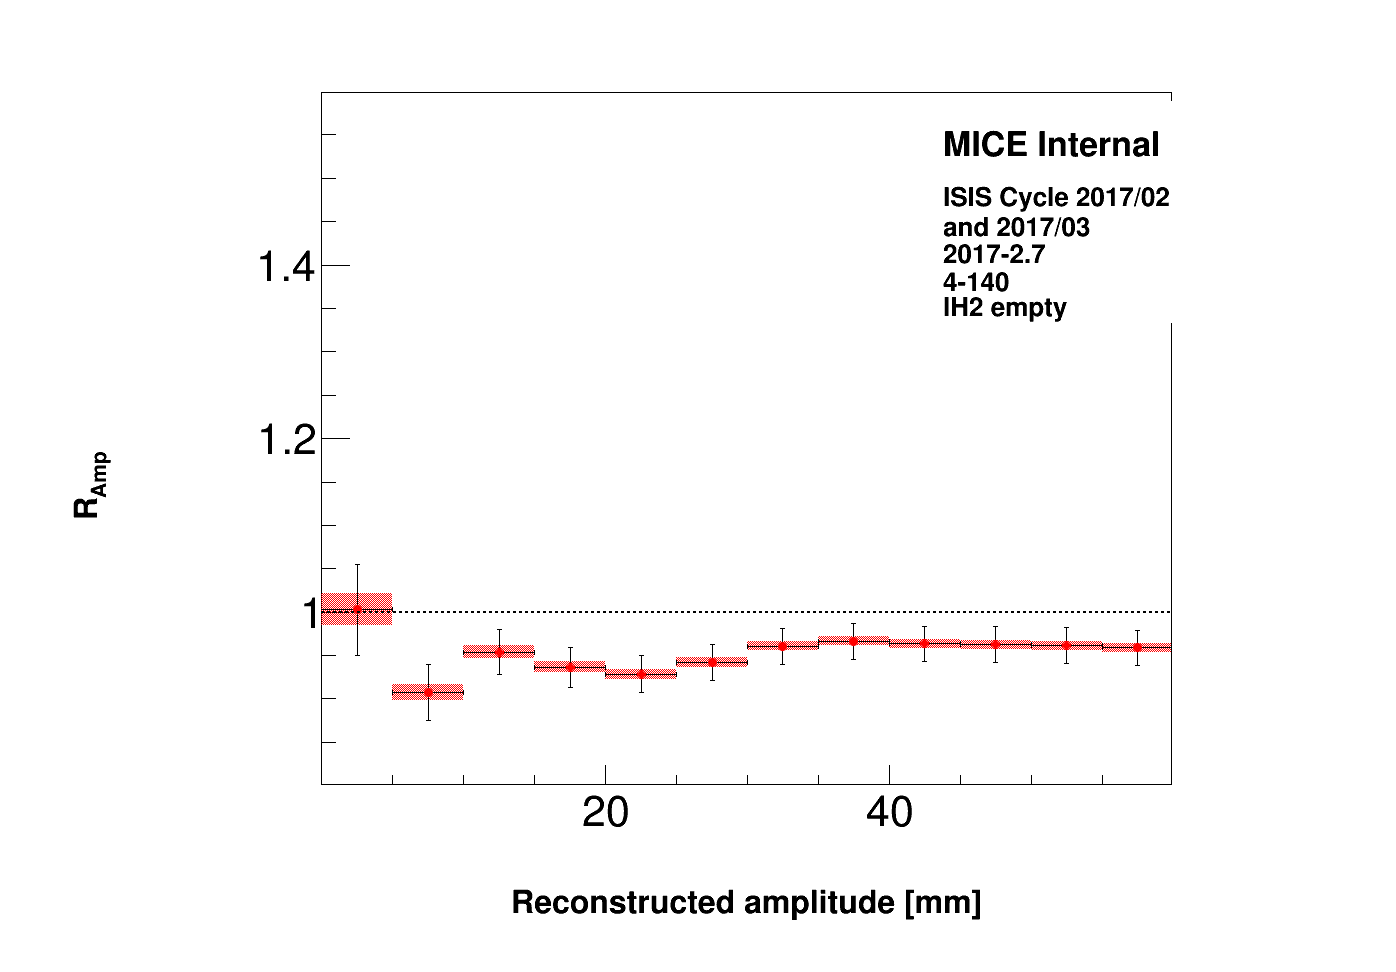 MICE Internal
ISIS Cycle 2017/02
and 2017/03
2017-2.7
4-140
lH2 empty
1.4
1.2
1
R_Amp
20
40
Reconstructed amplitude [mm]